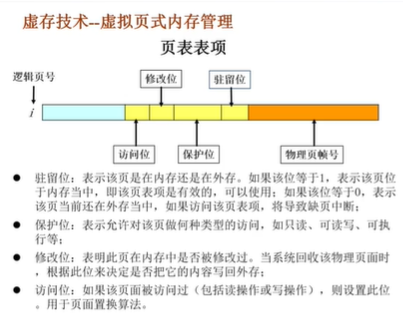 虚存技术--虚拟页式内存管理
页表表项
逻辑页号
修改位
驻留位
i
访问位
保护位
物理页帧号
● 驻留位：表示该页是在内存还是在外存。如果该位等于1，表示该页位
于内存当中，即该页表项是有效的，可以使用；如果该位等于0，表示
该页当前还在外存当中，如果访问该页表项，将导致缺页中断；
● 保护位：表示允许对该页做何种类型的访问，如只读、可读写、可执
行等；
● 修改位：表明此页在内存中是否被修改过。当系统回收该物理页面时
，根据此位来决定是否把它的内容写回外存；
● 访问位：如果该页面被访问过（包括读操作或写操作），则设置此位
。用于页面置换算法。